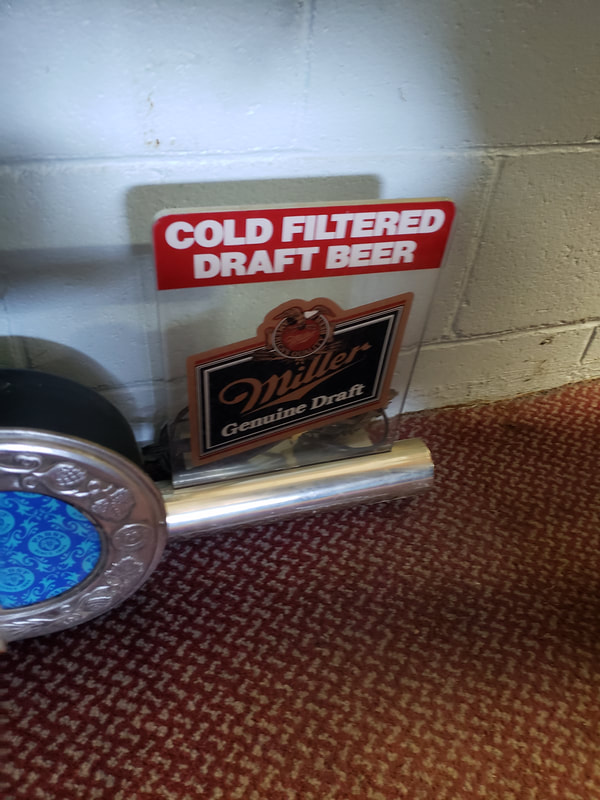 COLD FILTERED
DRAFT BEER
Miller
Genuine Draft